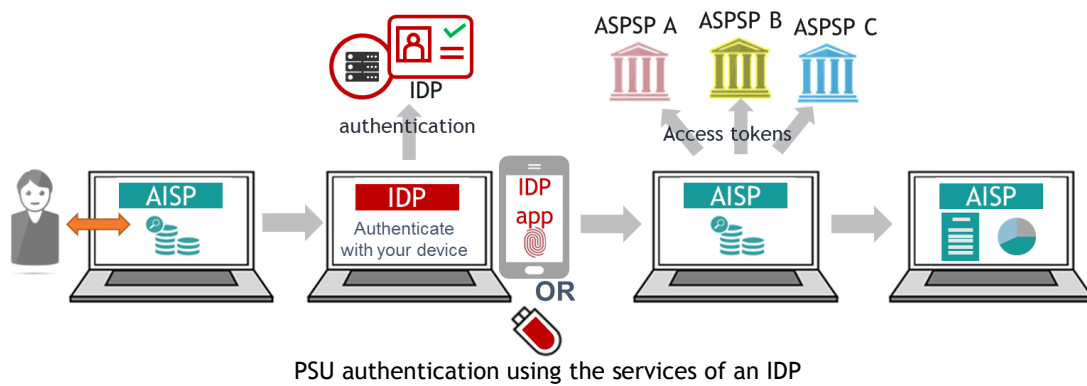 ASPSP A
ASPSP B
ASPSP C
IDP
authentication
Access tokens
AISP
IDP
Authenticate
with your device
IDP
app
OR
AISP
AISP
PSU authentication using the services of an IDP